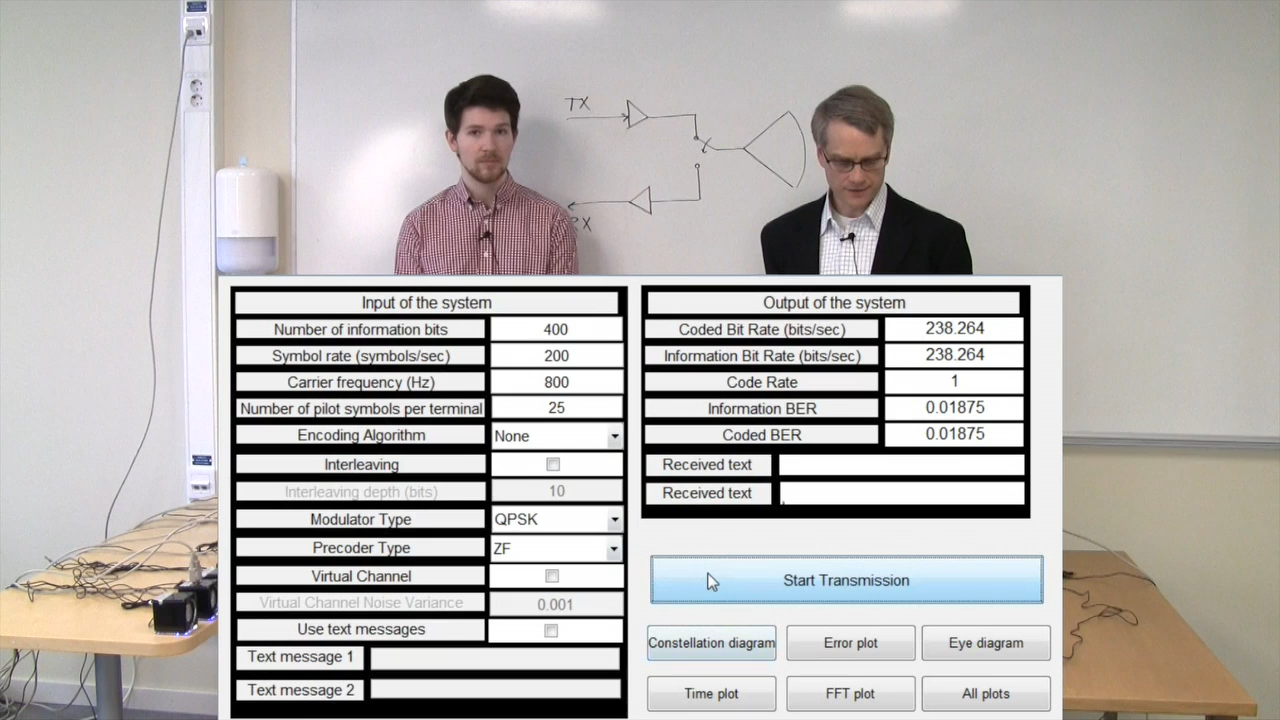 TX
RX
Input of the system
Number of information bits 400
Symbol rate (symbols/sec) 200
Carrier frequency (Hz) 800
Number of pilot symbols per terminal 25
Encoding Algorithm None
Interleaving
Interleaving depth (bits) 10
Modulator Type QPSK
Precoder Type ZF
Virtual Channel
Virtual Channel Noise Variance 0.001
Use text messages
Text message 1
Text message 2
Output of the system
Coded Bit Rate (bits/sec) 238.264
Information Bit Rate (bits/sec) 238.264
Code Rate 1
Information BER 0.01875
Coded BER 0.01875
Received text
Received text
Start Transmission
Constellation diagram Error plot Eye diagram
Time plot FFT plot All plots